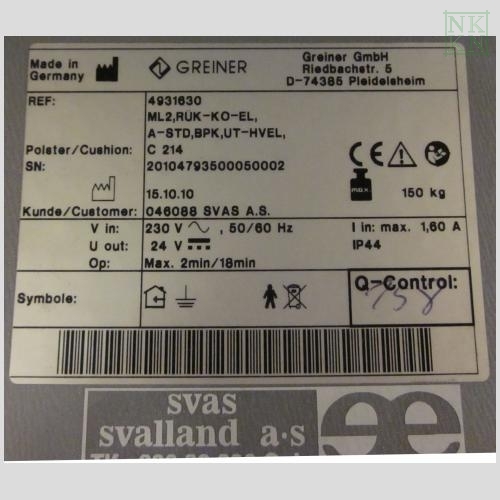 NK
Made in
Germany
GREINER
Greiner GmbH
Riedbachstr. 5
D-74385 Pleidelsheim
REF: 4931630
ML2,RÜK-KO-EL,
A-STD,BPK,UT-HVEL,
Polster/Cushion: C 214
SN: 20104793500050002
15.10.10
max. 150 kg
Kunde/Customer: 046088 SVAS A.S.
V in: 230 V , 50/60 Hz I in: max. 1,60 A
U out: 24 V IP44
Op: Max. 2min/18min
Symbole: Q-Control:
svas
svalland a·s